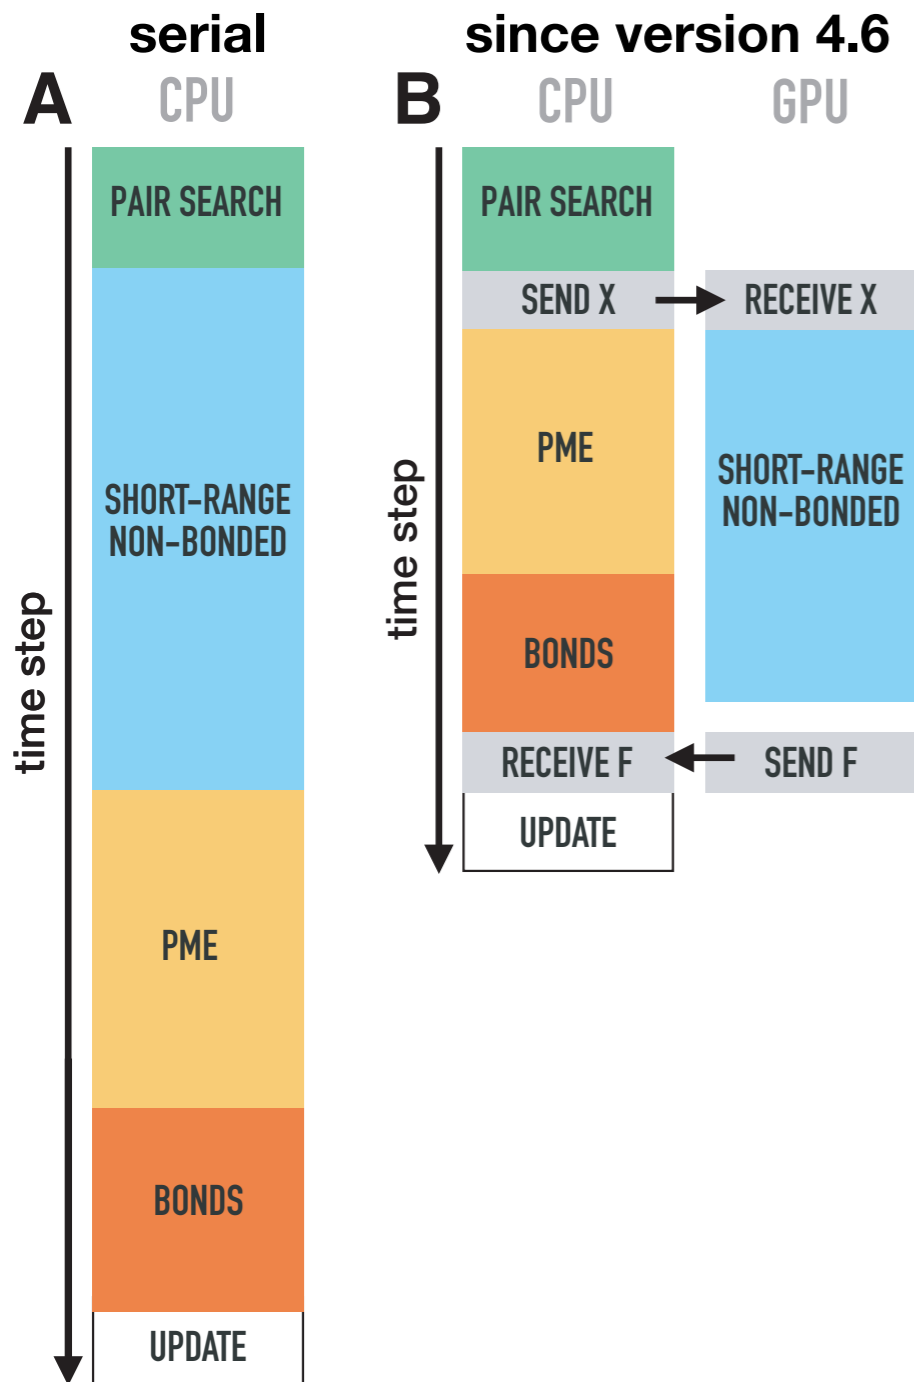 serial
A
CPU
time step
PAIR SEARCH
SHORT-RANGE
NON-BONDED
PME
BONDS
UPDATE
since version 4.6
B
CPU
GPU
time step
PAIR SEARCH
SEND X
RECEIVE X
PME
SHORT-RANGE
NON-BONDED
BONDS
RECEIVE F
SEND F
UPDATE